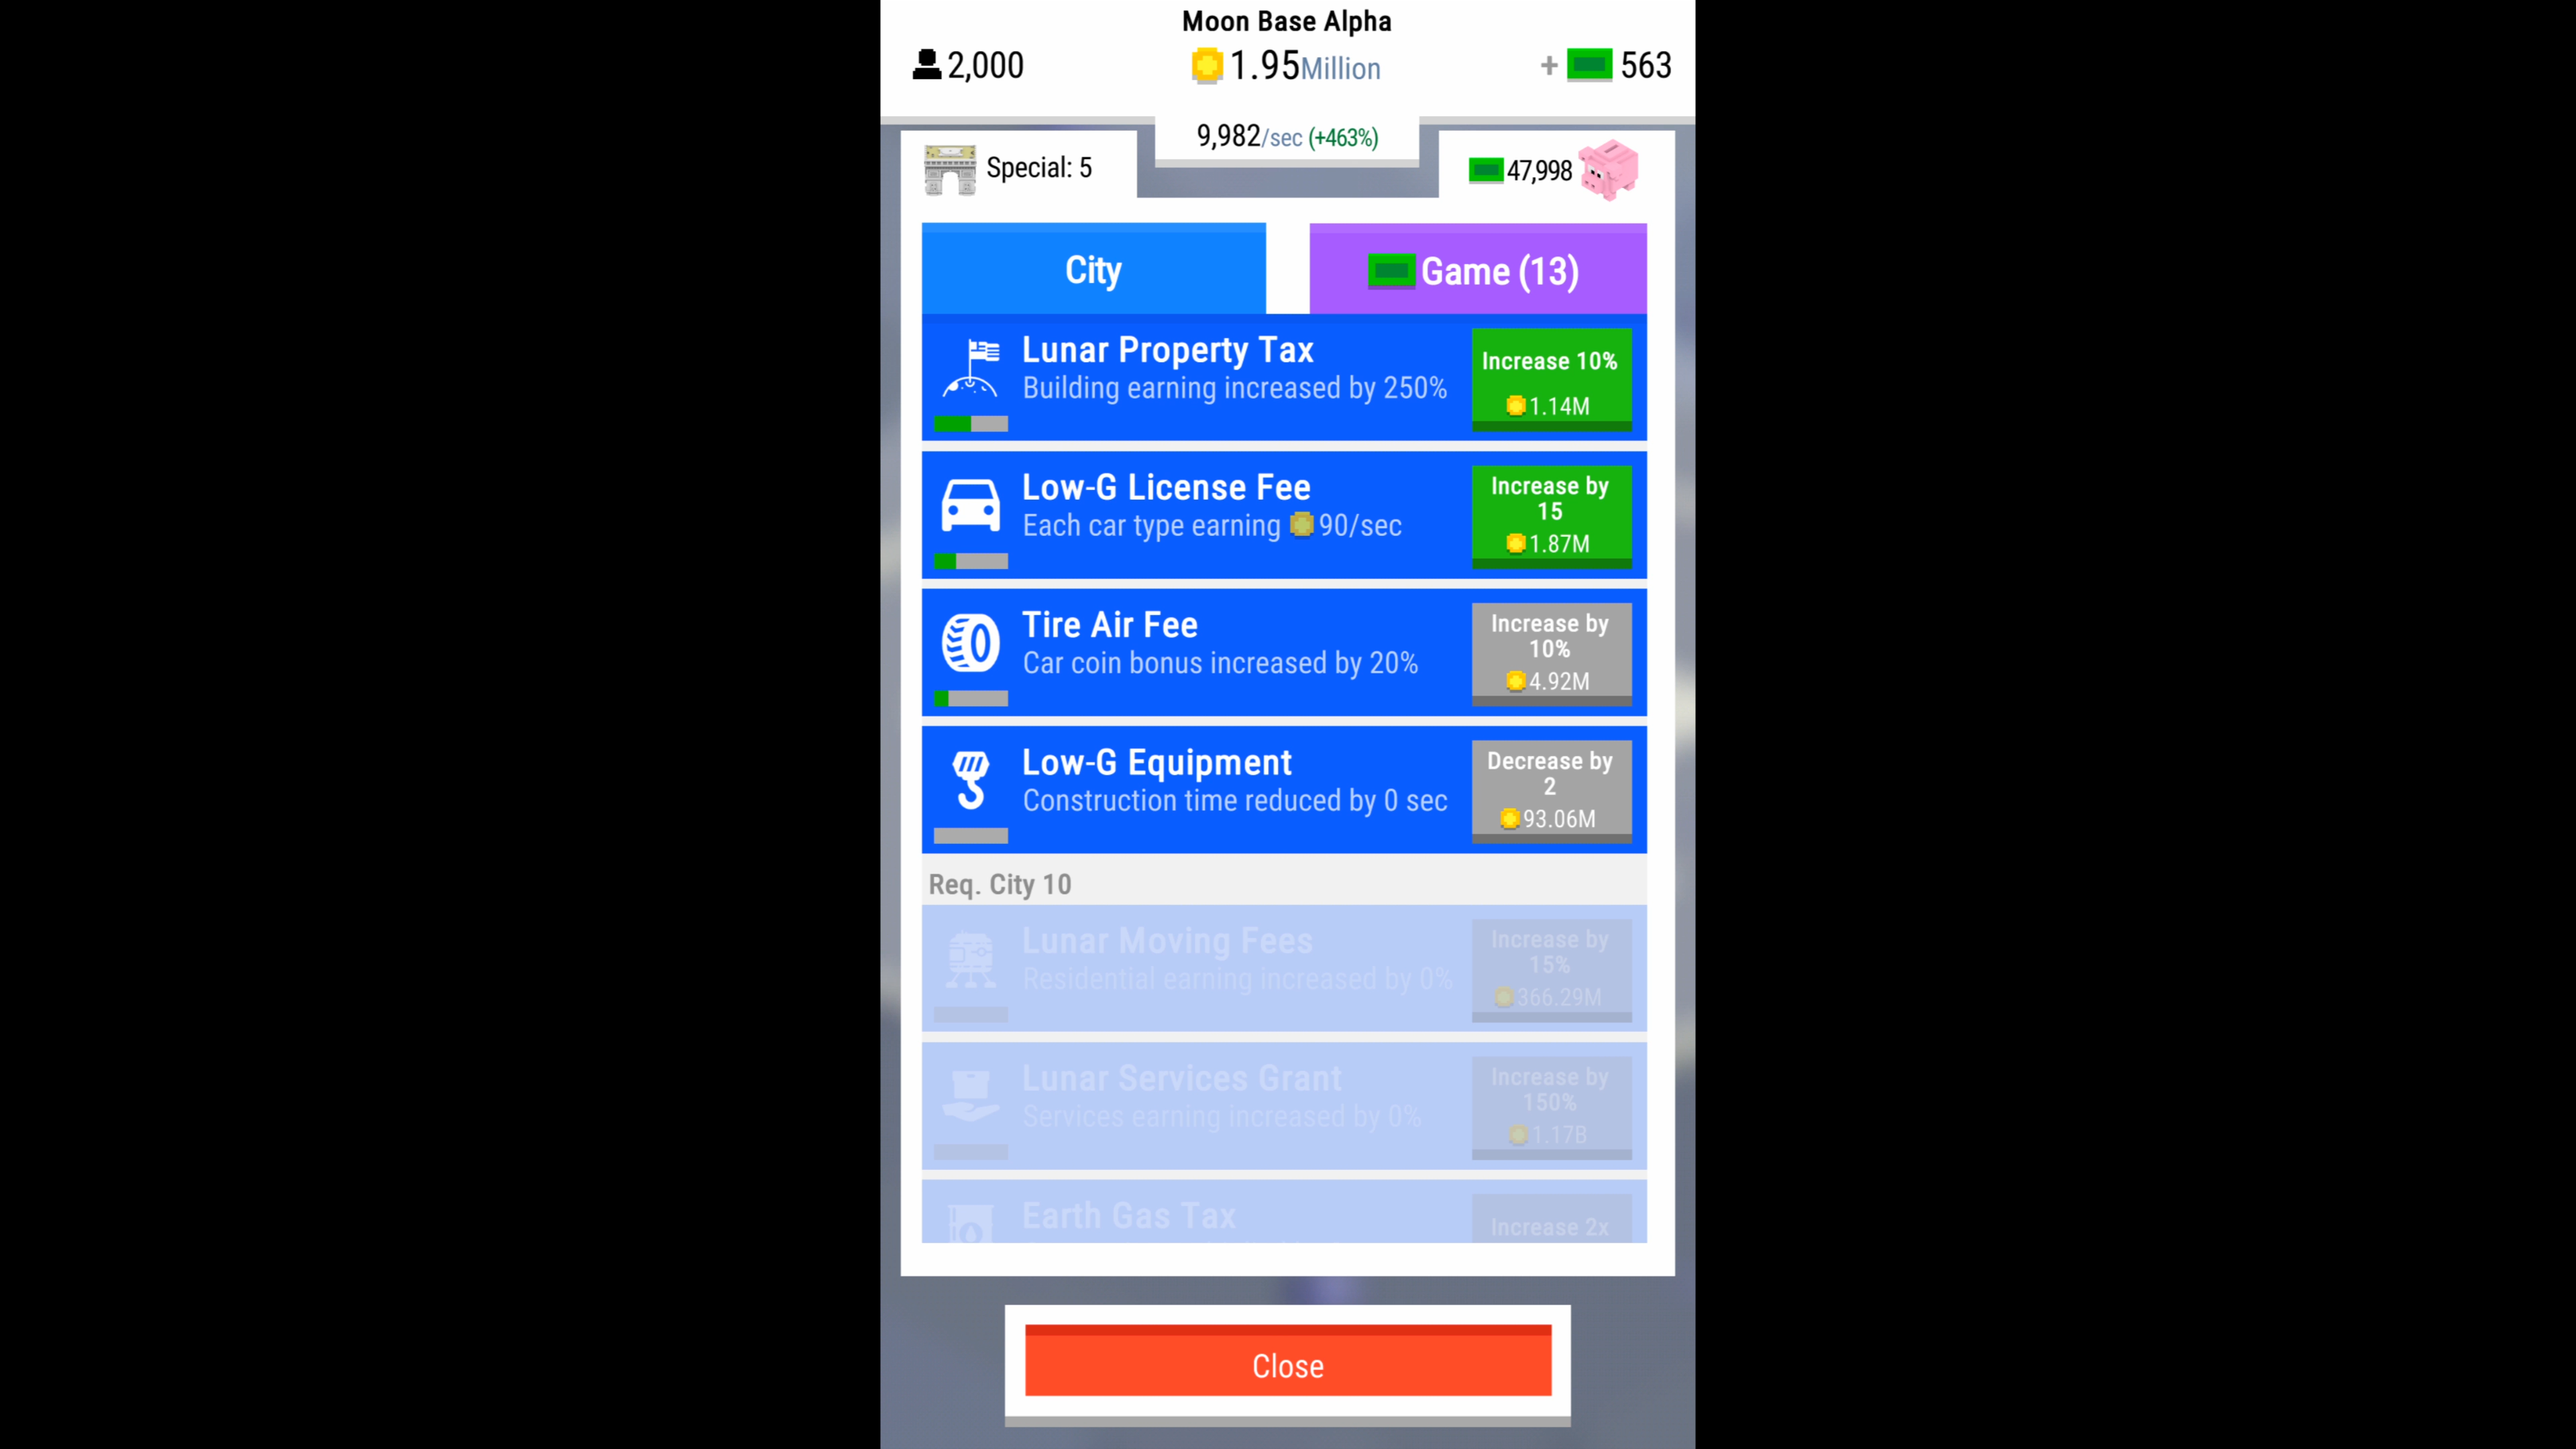 Moon Base Alpha
2,000
1.95Million
+ 563
9,982/sec (+463%)
Special: 5
47,998
City
Game (13)
Lunar Property Tax
Building earning increased by 250%
Increase 10%
1.14M
Low-G License Fee
Each car type earning 90/sec
Increase by
15
1.87M
Tire Air Fee
Car coin bonus increased by 20%
Increase by
10%
4.92M
Low-G Equipment
Construction time reduced by 0 sec
Decrease by
2
93.06M
Req. City 10
Lunar Moving Fees
Residential earning increased by 0%
Increase by
15%
366.29M
Lunar Services Grant
Services earning increased by 0%
Increase by
150%
1.17B
Earth Gas Tax
Increase 2x
Close